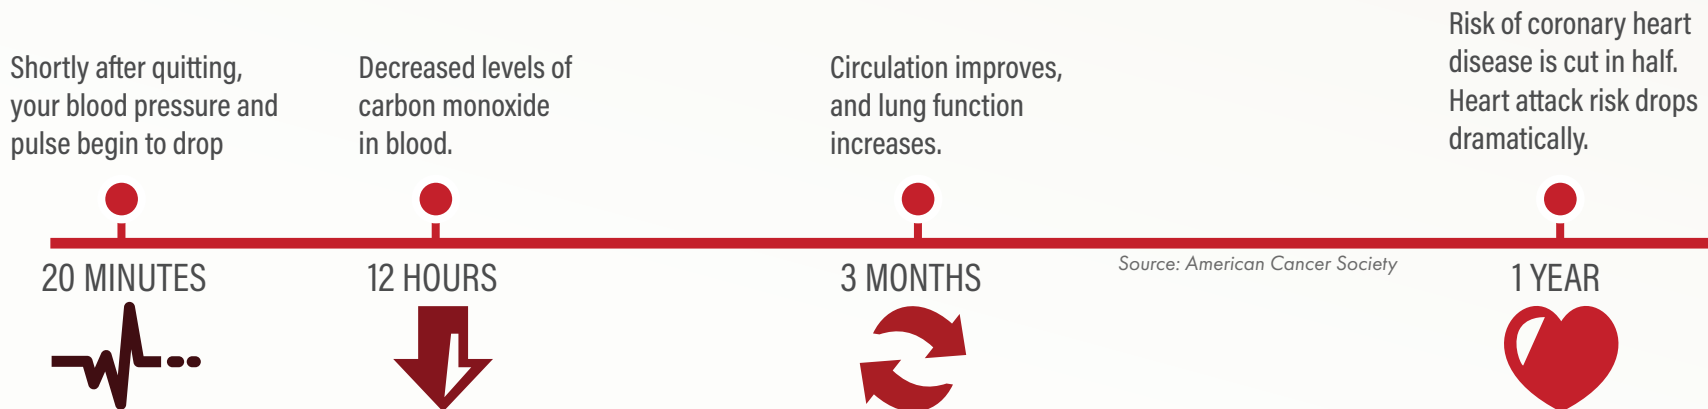 Shortly after quitting,
your blood pressure and
pulse begin to drop
Decreased levels of
carbon monoxide
in blood.
Circulation improves,
and lung function
increases.
Risk of coronary heart
disease is cut in half.
Heart attack risk drops
dramatically.
20 MINUTES
12 HOURS
3 MONTHS
Source: American Cancer Society
1 YEAR